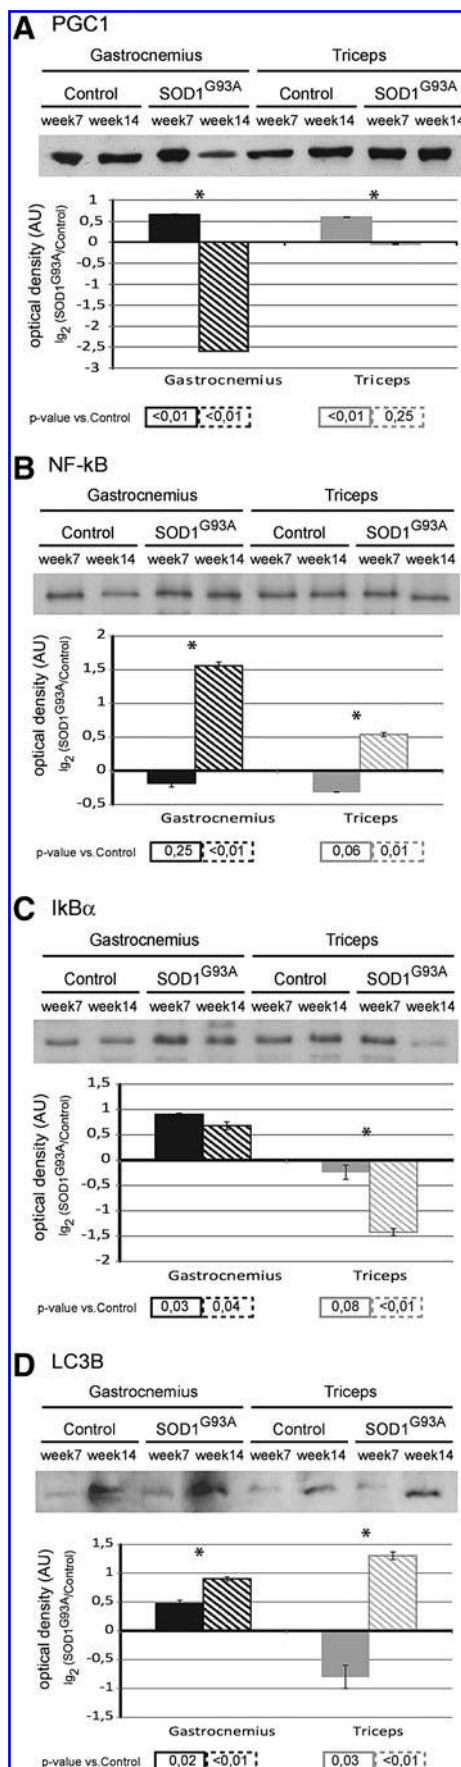 A PGC1
Gastrocnemius Triceps
Control SOD1G93A Control SOD1G93A
week7 week14 week7 week14 week7 week14 week7 week14
optical density (AU)
lg2 (SOD1G93A/Control)
1
0,5
0
-0,5
-1
-1,5
-2
-2,5
-3
* *
Gastrocnemius Triceps
p-value vs.Control <0,01 <0,01 <0,01 0,25
B NF-kB
Gastrocnemius Triceps
Control SOD1G93A Control SOD1G93A
week7 week14 week7 week14 week7 week14 week7 week14
optical density (AU)
lg2 (SOD1G93A/Control)
2
1,5
1
0,5
0
-0,5
* *
Gastrocnemius Triceps
p-value vs.Control 0,25 <0,01 0,06 0,01
C IkBα
Gastrocnemius Triceps
Control SOD1G93A Control SOD1G93A
week7 week14 week7 week14 week7 week14 week7 week14
optical density (AU)
lg2 (SOD1G93A/Control)
1,5
1
0,5
0
-0,5
-1
-1,5
-2
*
Gastrocnemius Triceps
p-value vs.Control 0,03 0,04 0,08 <0,01
D LC3B
Gastrocnemius Triceps
Control SOD1G93A Control SOD1G93A
week7 week14 week7 week14 week7 week14 week7 week14
optical density (AU)
lg2 (SOD1G93A/Control)
1,5
1
0,5
0
-0,5
-1
-1,5
* *
Gastrocnemius Triceps
p-value vs.Control 0,02 <0,01 0,03 <0,01